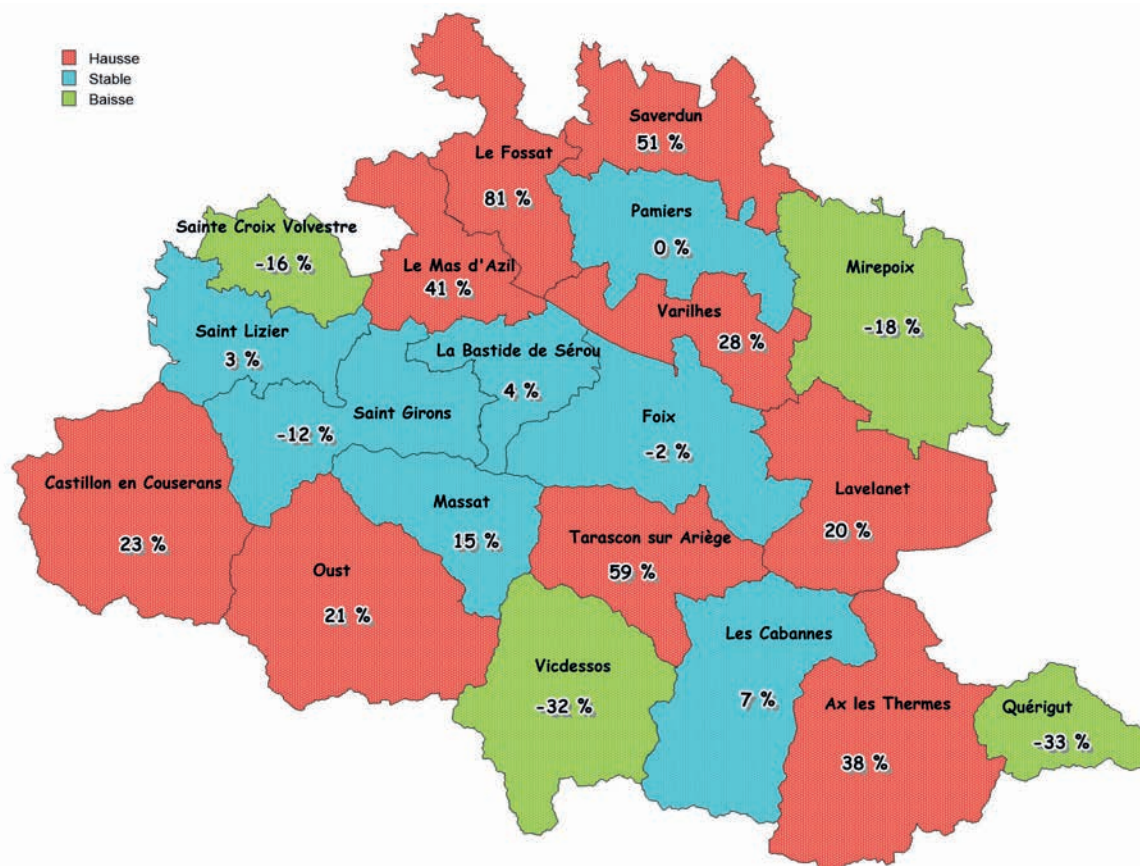 Hausse
Stable
Baisse
Saverdun
51 %
Le Fossat
81 %
Pamiers
0 %
Sainte Croix Volvestre
-16 %
Le Mas d'Azil
41 %
Mirepoix
-18 %
Varilhes
28 %
Saint Lizier
3 %
La Bastide de Sérou
4 %
Saint Girons
-12 %
Foix
-2 %
Castillon en Couserans
23 %
Massat
15 %
Lavelanet
20 %
Tarascon sur Ariège
59 %
Oust
21 %
Les Cabannes
7 %
Vicdessos
-32 %
Ax les Thermes
38 %
Quérigut
-33 %